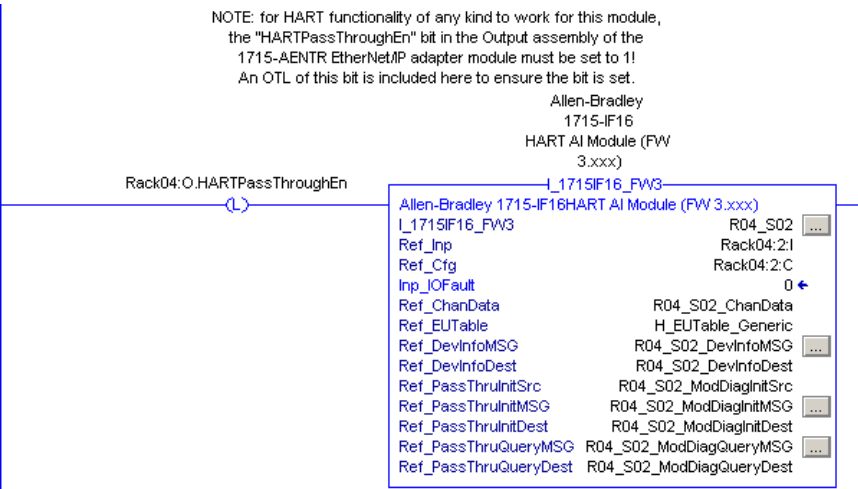 NOTE: for HART functionality of any kind to work for this module,
the "HARTPassThroughEn" bit in the Output assembly of the
1715-AENTR EtherNet/IP adapter module must be set to 1!
An OTL of this bit is included here to ensure the bit is set.
Allen-Bradley
1715-IF16
HART AI Module (FW
3.xxx)
Rack04:O.HARTPassThroughEn
L
I_1715IF16_FW3
Allen-Bradley 1715-IF16HART AI Module (FW 3.xxx)
I_1715IF16_FW3 R04_S02 ...
Ref_Inp Rack04:2:I
Ref_Cfg Rack04:2:C
Inp_IOFault 0
Ref_ChanData R04_S02_ChanData
Ref_EUTable H_EUTable_Generic
Ref_DevInfoMSG R04_S02_DevInfoMSG ...
Ref_DevInfoDest R04_S02_DevInfoDest
Ref_PassThruInitSrc R04_S02_ModDiagInitSrc
Ref_PassThruInitMSG R04_S02_ModDiagInitMSG ...
Ref_PassThruInitDest R04_S02_ModDiagInitDest
Ref_PassThruQueryMSG R04_S02_ModDiagQueryMSG ...
Ref_PassThruQueryDest R04_S02_ModDiagQueryDest